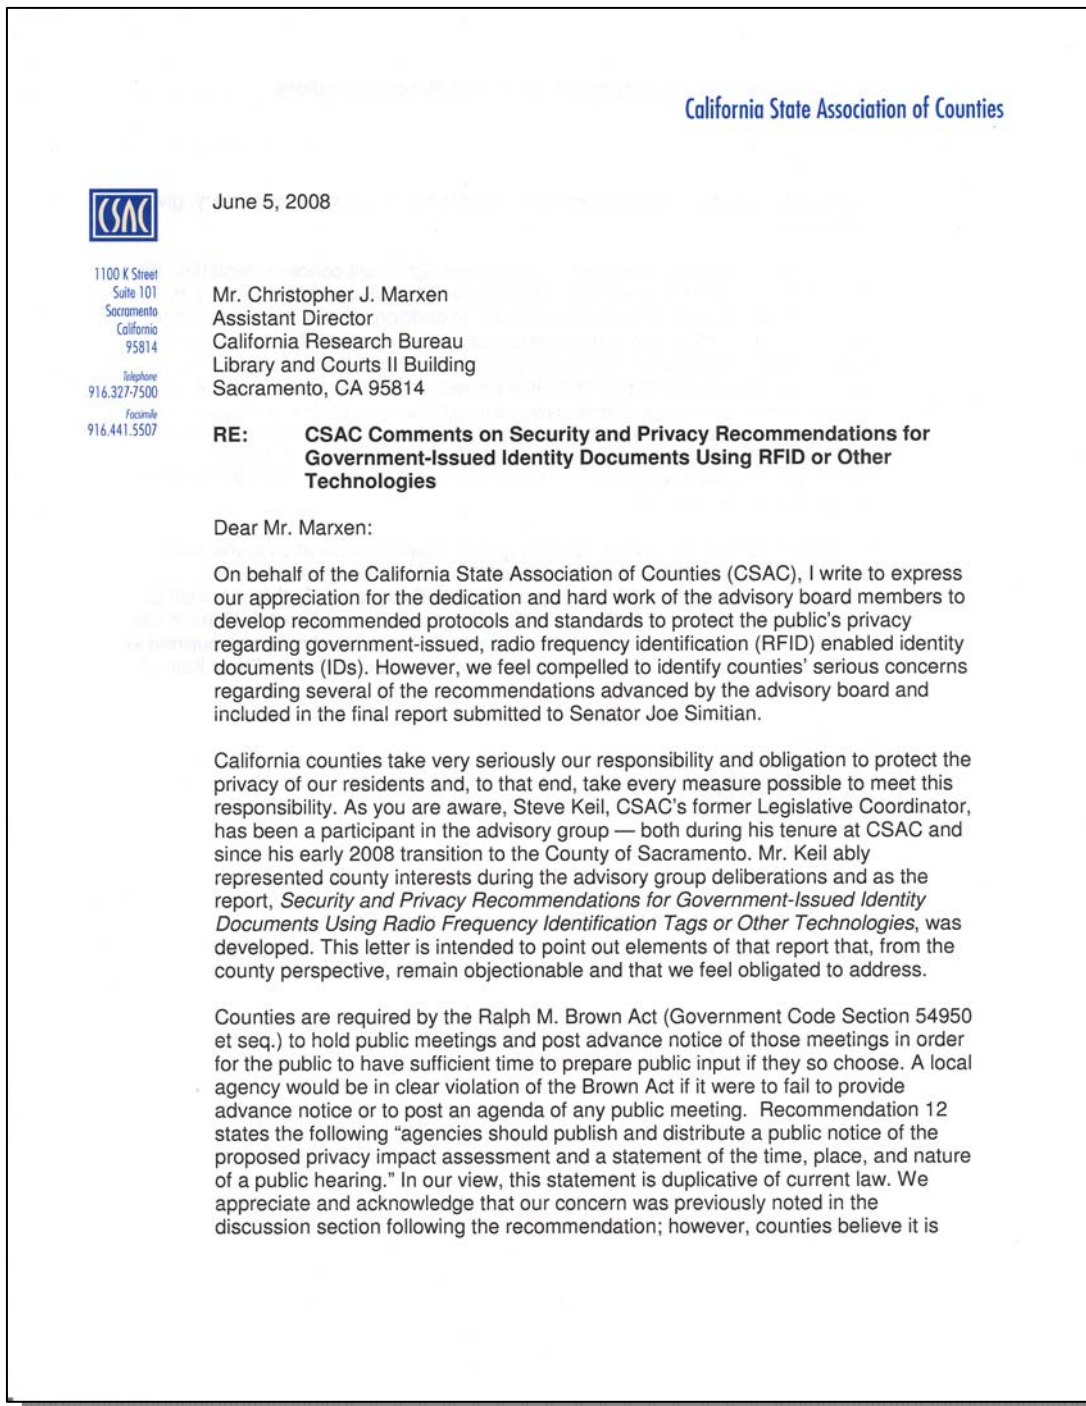 California State Association of Counties
CSAC
1100 K Street
Suite 101
Sacramento
California
95814
Telephone
916.327-7500
Facsimile
916.441.5507
June 5, 2008
Mr. Christopher J. Marxen
Assistant Director
California Research Bureau
Library and Courts II Building
Sacramento, CA 95814
RE: CSAC Comments on Security and Privacy Recommendations for
Government-Issued Identity Documents Using RFID or Other
Technologies
Dear Mr. Marxen:
On behalf of the California State Association of Counties (CSAC), I write to express
our appreciation for the dedication and hard work of the advisory board members to
develop recommended protocols and standards to protect the public's privacy
regarding government-issued, radio frequency identification (RFID) enabled identity
documents (IDs). However, we feel compelled to identify counties' serious concerns
regarding several of the recommendations advanced by the advisory board and
included in the final report submitted to Senator Joe Simitian.
California counties take very seriously our responsibility and obligation to protect the
privacy of our residents and, to that end, take every measure possible to meet this
responsibility. As you are aware, Steve Keil, CSAC's former Legislative Coordinator,
has been a participant in the advisory group — both during his tenure at CSAC and
since his early 2008 transition to the County of Sacramento. Mr. Keil ably
represented county interests during the advisory group deliberations and as the
report, Security and Privacy Recommendations for Government-Issued Identity
Documents Using Radio Frequency Identification Tags or Other Technologies, was
developed. This letter is intended to point out elements of that report that, from the
county perspective, remain objectionable and that we feel obligated to address.
Counties are required by the Ralph M. Brown Act (Government Code Section 54950
et seq.) to hold public meetings and post advance notice of those meetings in order
for the public to have sufficient time to prepare public input if they so choose. A local
agency would be in clear violation of the Brown Act if it were to fail to provide
advance notice or to post an agenda of any public meeting. Recommendation 12
states the following “agencies should publish and distribute a public notice of the
proposed privacy impact assessment and a statement of the time, place, and nature
of a public hearing.” In our view, this statement is duplicative of current law. We
appreciate and acknowledge that our concern was previously noted in the
discussion section following the recommendation; however, counties believe it is